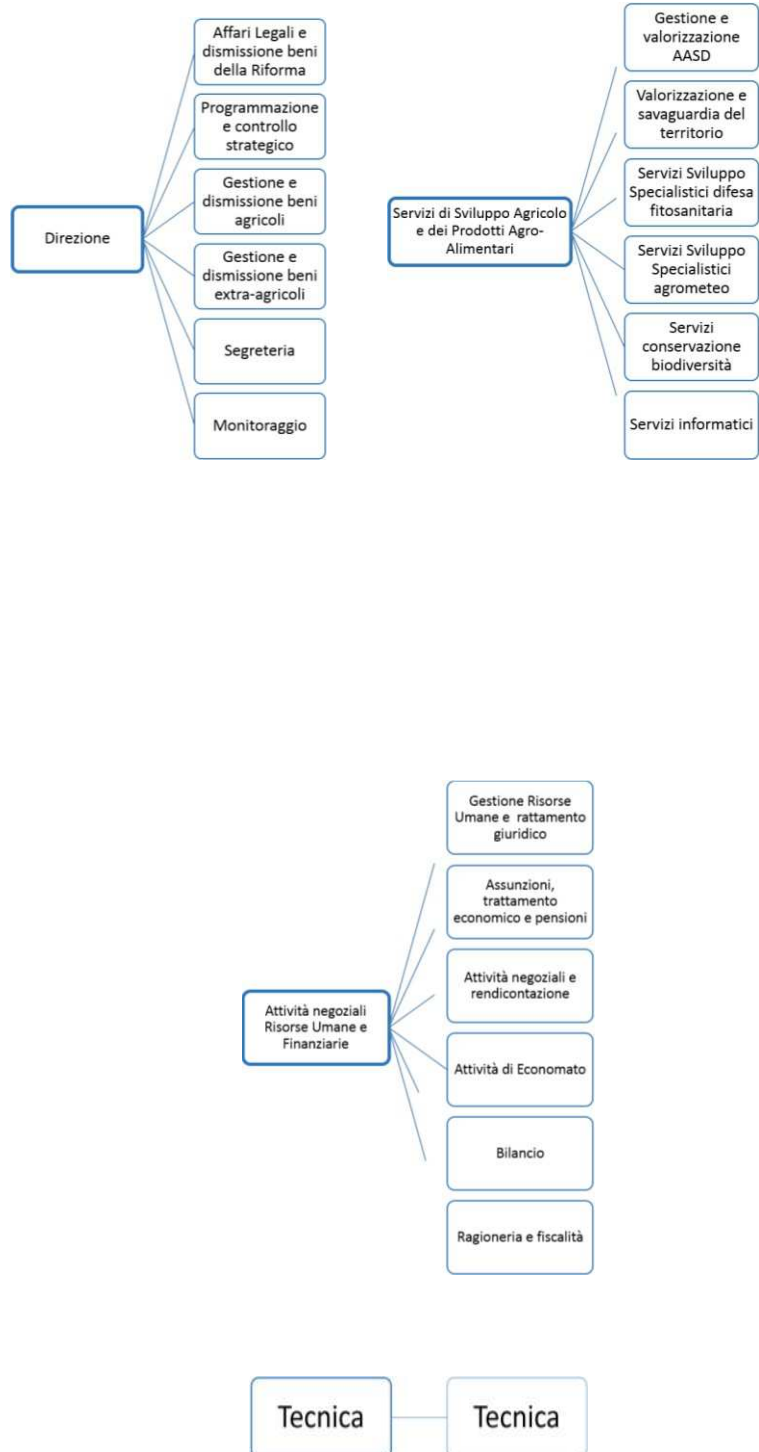 Affari Legali e
dismissione beni
della Riforma
Programmazione
e controllo
strategico
Gestione e
dismissione beni
agricoli
Direzione
Gestione e
dismissione beni
extra-agricoli
Segreteria
Monitoraggio
Gestione e
valorizzazione
AASD
Valorizzazione e
savaguardia del
territorio
Servizi Sviluppo
Specialistici difesa
fitosanitaria
Servizi di Sviluppo Agricolo
e dei Prodotti Agro-
Alimentari
Servizi Sviluppo
Specialistici
agrometeo
Servizi
conservazione
biodiversità
Servizi informatici
Gestione Risorse
Umane e rattamento
giuridico
Assunzioni,
trattamento
economico e pensioni
Attività negoziali e
rendicontazione
Attività negoziali
Risorse Umane e
Finanziarie
Attività di Economato
Bilancio
Ragioneria e fiscalità
Tecnica
Tecnica